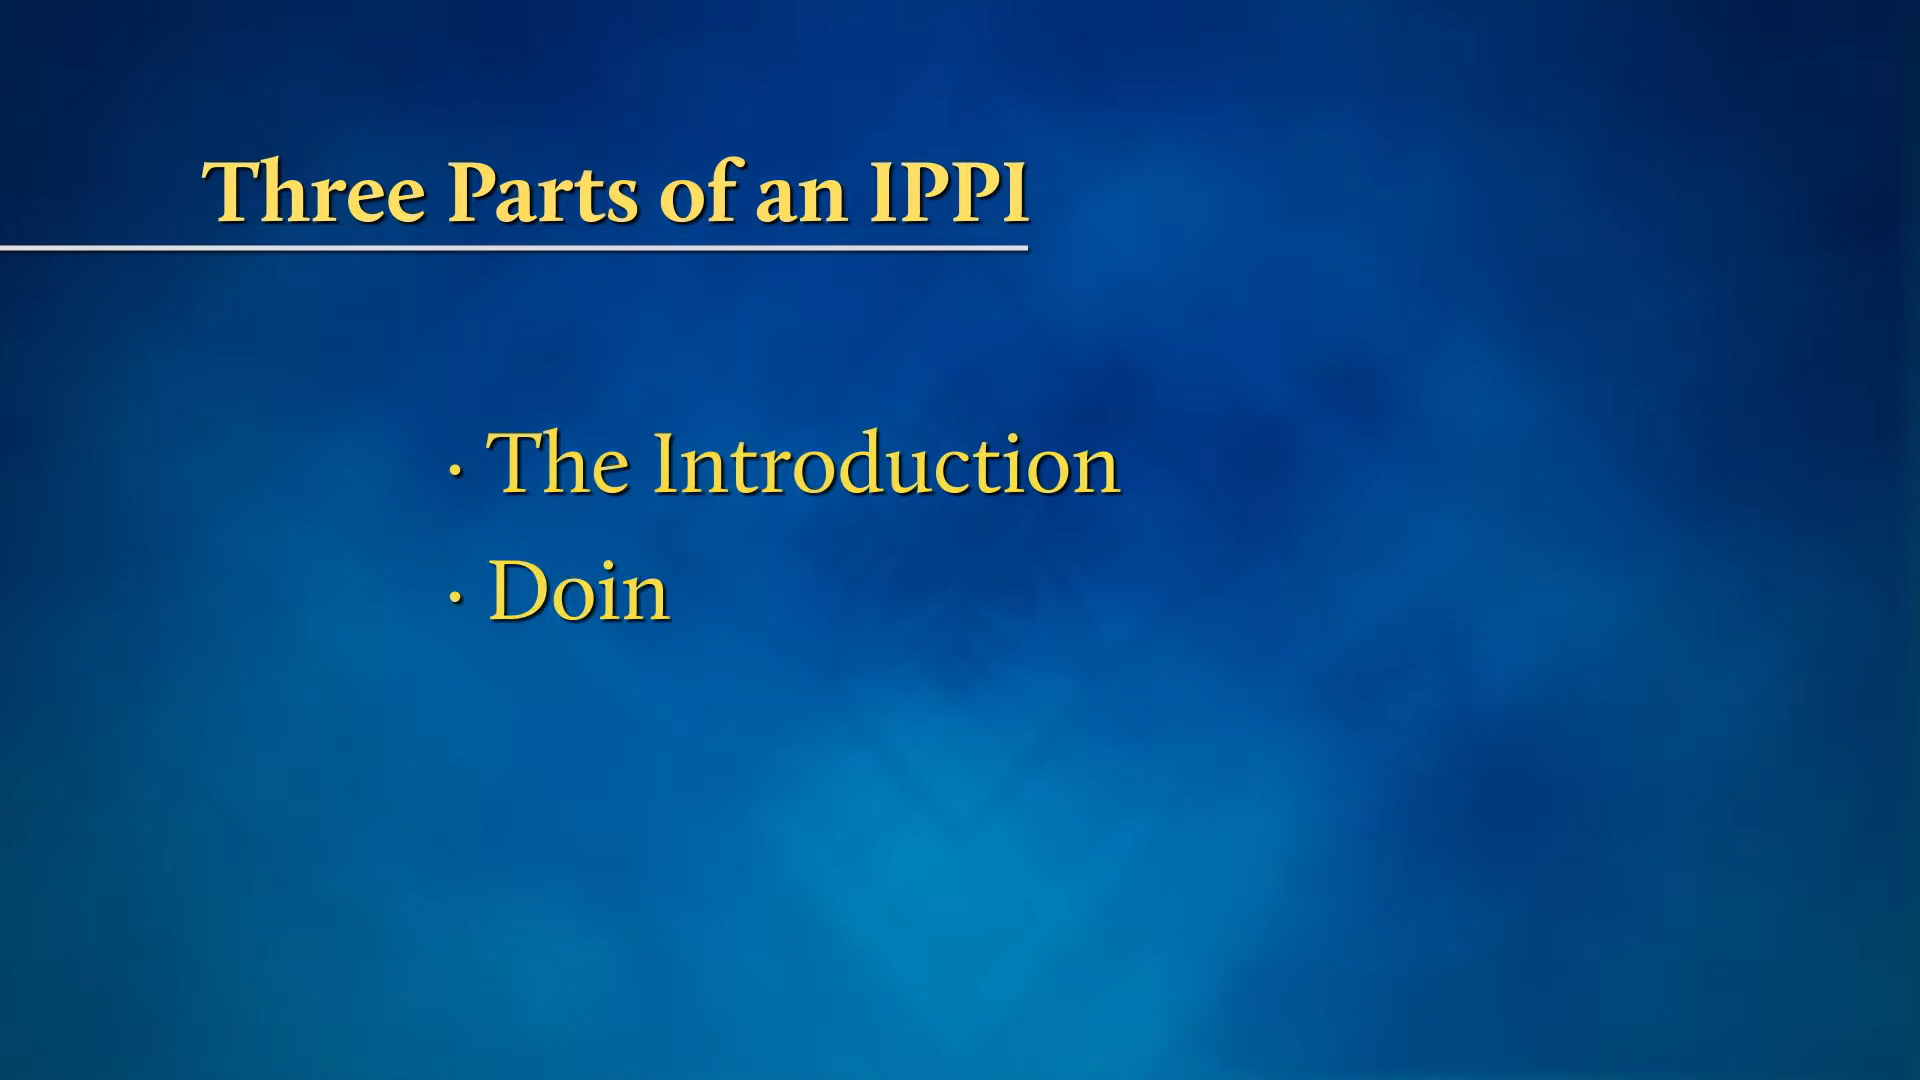 Three Parts of an IPPI
· The Introduction
· Doin